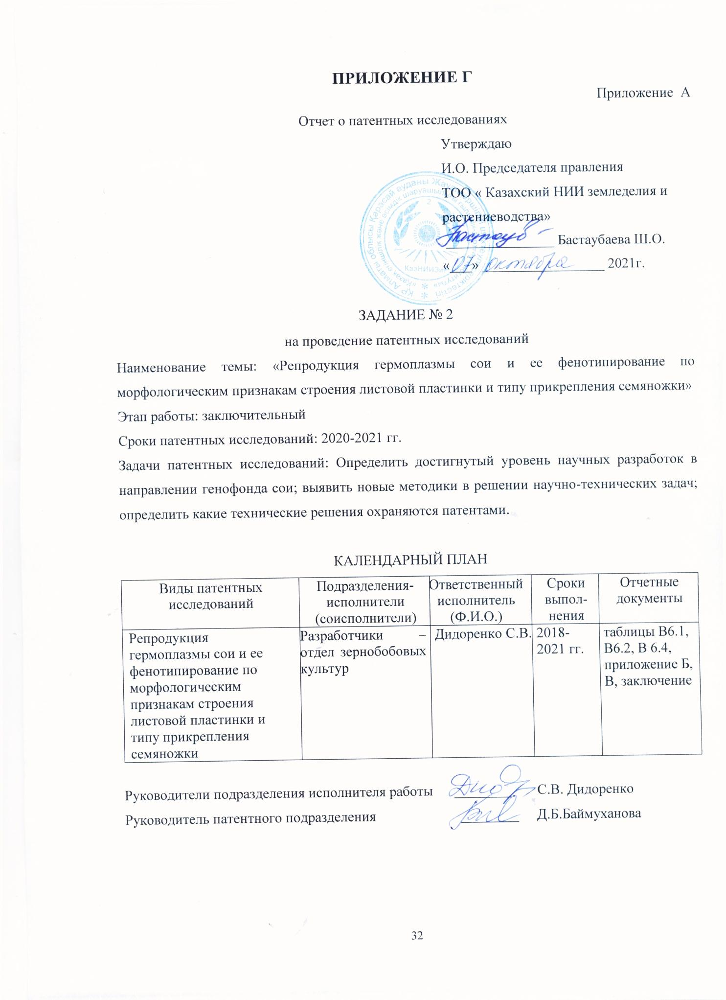 ПРИЛОЖЕНИЕ Г
Приложение А
Отчет о патентных исследованиях
Утверждаю
И.О. Председателя правления
ТОО « Казахский НИИ земледелия и
растениеводства»
Бастаубаева Ш.О.
«07» октября 2021г.
ҚР Алматы облысы Қарасай ауданы
2
ЗАДАНИЕ № 2
на проведение патентных исследований
Наименование темы: «Репродукция гермоплазмы сои и ее фенотипирование по
морфологическим признакам строения листовой пластинки и типу прикрепления семяножки»
Этап работы: заключительный
Сроки патентных исследований: 2020-2021 гг.
Задачи патентных исследований: Определить достигнутый уровень научных разработок в
направлении генофонда сои; выявить новые методики в решении научно-технических задач;
определить какие технические решения охраняются патентами.
КАЛЕНДАРНЫЙ ПЛАН
Виды патентных
исследований
Подразделения-
исполнители
(соисполнители)
Ответственный
исполнитель
(Ф.И.О.)
Сроки
выпол-
нения
Отчетные
документы
Репродукция
гермоплазмы сои и ее
фенотипирование по
морфологическим
признакам строения
листовой пластинки и
типу прикрепления
семяножки
Разработчики –
отдел зернобобовых
культур
Дидоренко С.В.
2018-
2021 гг.
таблицы В6.1,
В6.2, В 6.4,
приложение Б,
В, заключение
Руководители подразделения исполнителя работы С.В. Дидоренко
Руководитель патентного подразделения Д.Б.Баймуханова
32